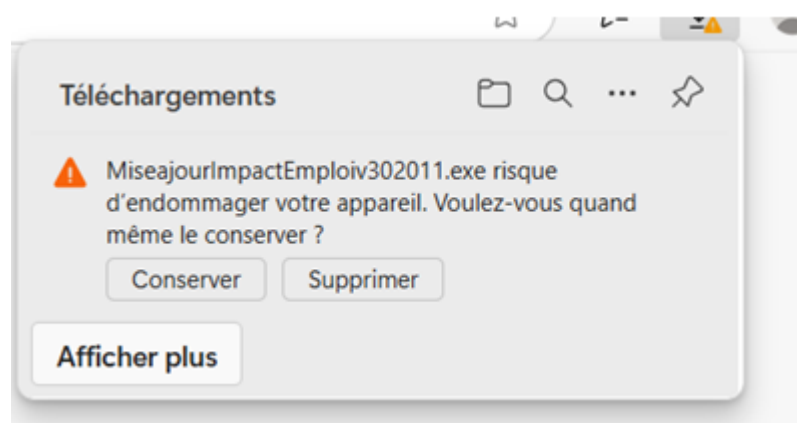 Téléchargements
MiseajourImpactEmploiv302011.exe risque
d'endommager votre appareil. Voulez-vous quand
même le conserver ?
Conserver
Supprimer
Afficher plus